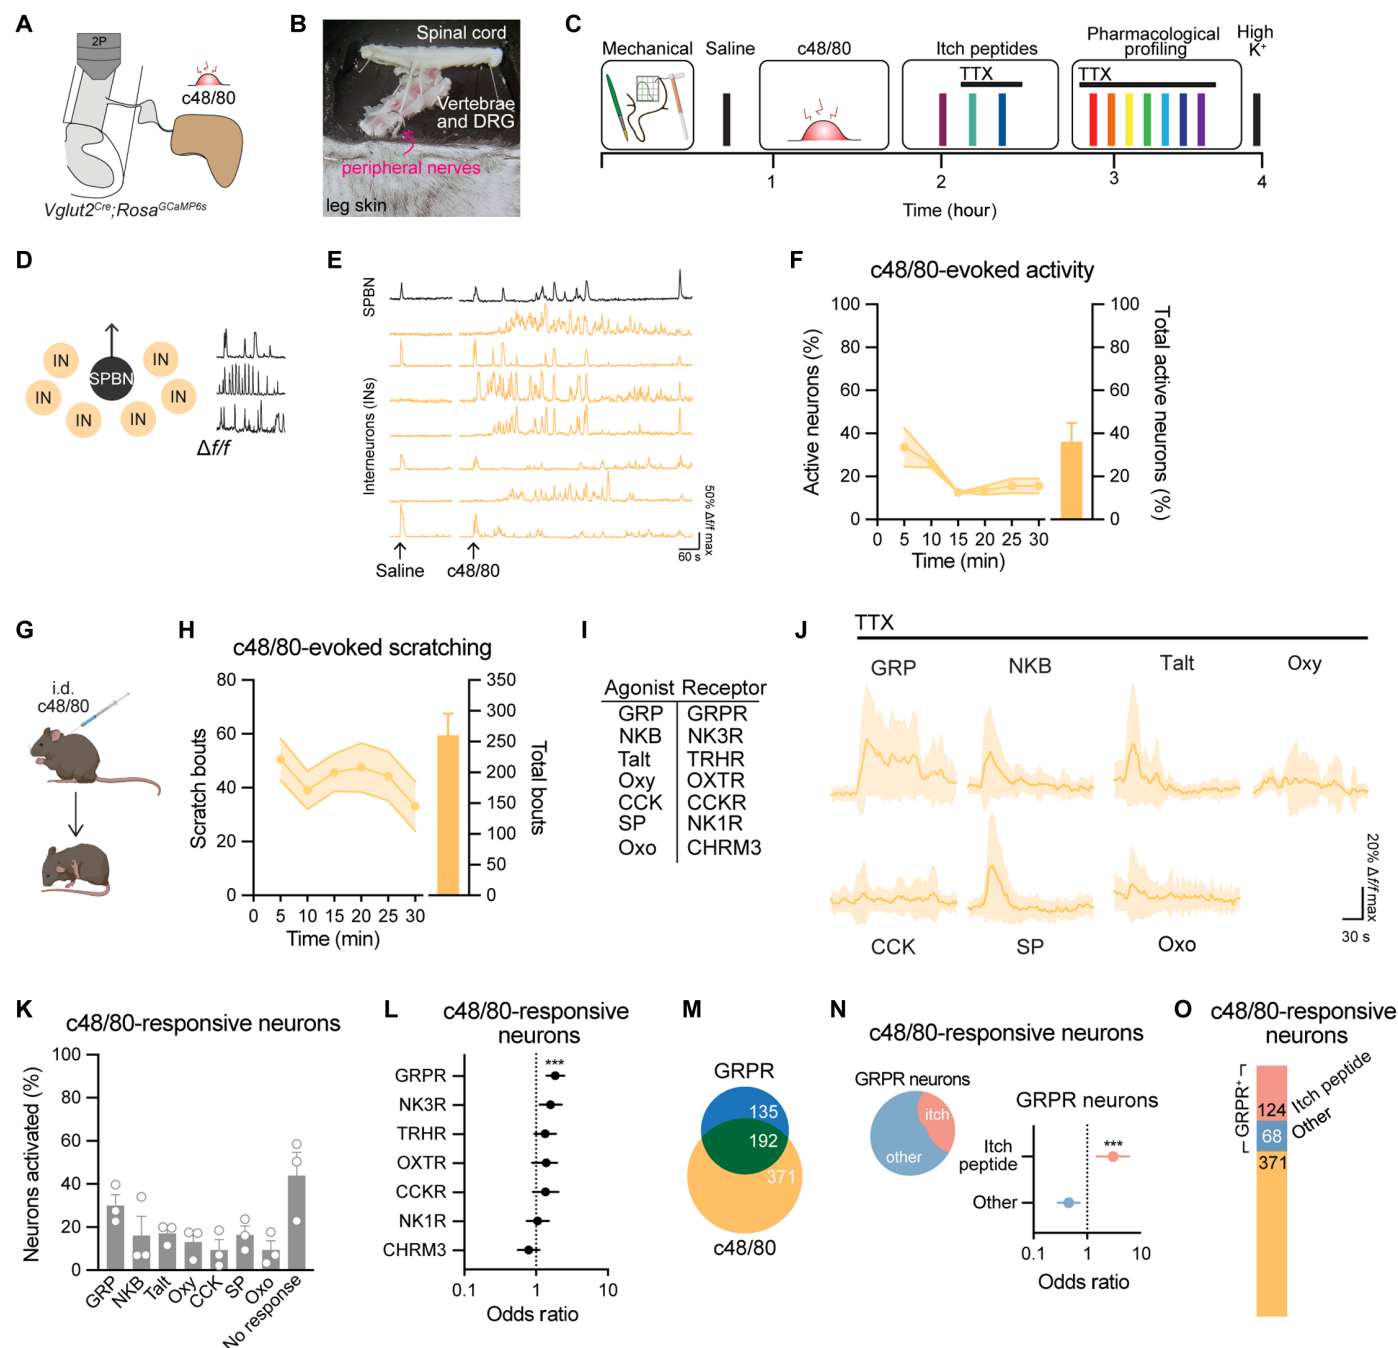 A
2P
c48/80
Vglut2Cre;RosaGCaMP6s
B
Spinal cord
Vertebrae
and DRG
peripheral nerves
leg skin
C
Mechanical
Saline
c48/80
Itch peptides
TTX
Pharmacological
profiling
TTX
High
K+
1
2
3
4
Time (hour)
D
IN
IN
IN
SPBN
IN
IN
IN
Δf/f
E
SPBN
Interneurons (INs)
Saline
c48/80
50% Δf/f max
60 s
F
c48/80-evoked activity
Active neurons (%)
100
80
60
40
20
0
0
5
10
15
20
25
30
Time (min)
100
80
60
40
20
0
Total active neurons (%)
G
i.d.
c48/80
H
c48/80-evoked scratching
Scratch bouts
80
60
40
20
0
0
5
10
15
20
25
30
Time (min)
350
300
250
200
150
100
50
0
Total bouts
I
Agonist Receptor
GRP GRPR
NKB NK3R
Talt TRHR
Oxy OXTR
CCK CCKR
SP NK1R
Oxo CHRM3
J
TTX
GRP
NKB
Talt
Oxy
CCK
SP
Oxo
20% Δf/f max
30 s
K
c48/80-responsive neurons
Neurons activated (%)
100
80
60
40
20
0
GRP
NKB
Talt
Oxy
CCK
SP
Oxo
No response
L
c48/80-responsive
neurons
***
GRPR
NK3R
TRHR
OXTR
CCKR
NK1R
CHRM3
0.1
1
10
Odds ratio
M
GRPR
135
192
371
c48/80
N
c48/80-responsive neurons
GRPR neurons
itch
other
GRPR neurons
***
Itch
peptide
Other
0.1
1
10
Odds ratio
O
c48/80-responsive
neurons
GRPR+
124
68
371
Itch peptide
Other